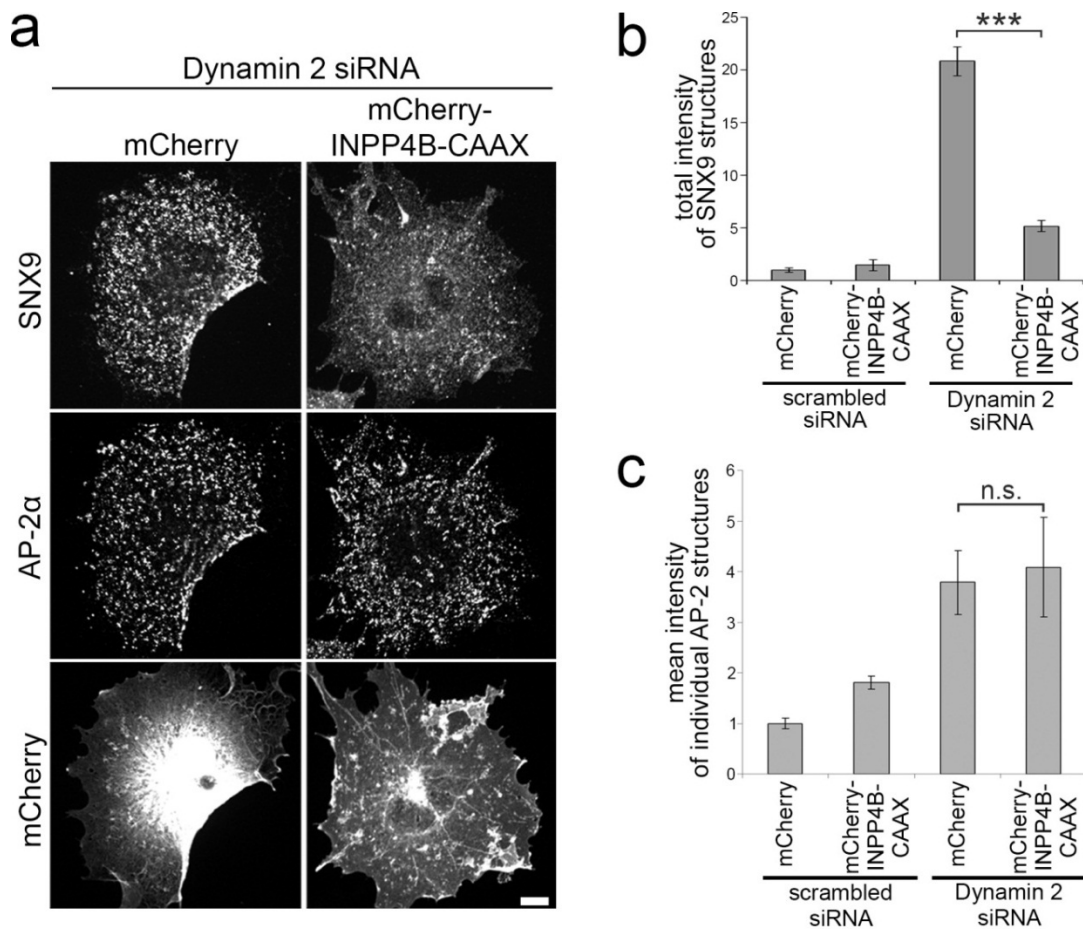 a
Dynamin 2 siRNA
mCherry
mCherry-
INPP4B-CAAX
SNX9
AP-2α
mCherry
b
total intensity
of SNX9 structures
25
20
15
10
5
0
***
mCherry
mCherry-
INPP4B-
CAAX
mCherry
mCherry-
INPP4B-
CAAX
scrambled
siRNA
Dynamin 2
siRNA
c
mean intensity
of individual AP-2 structures
6
5
4
3
2
1
0
n.s.
mCherry
mCherry-
INPP4B-
CAAX
mCherry
mCherry-
INPP4B-
CAAX
scrambled
siRNA
Dynamin 2
siRNA